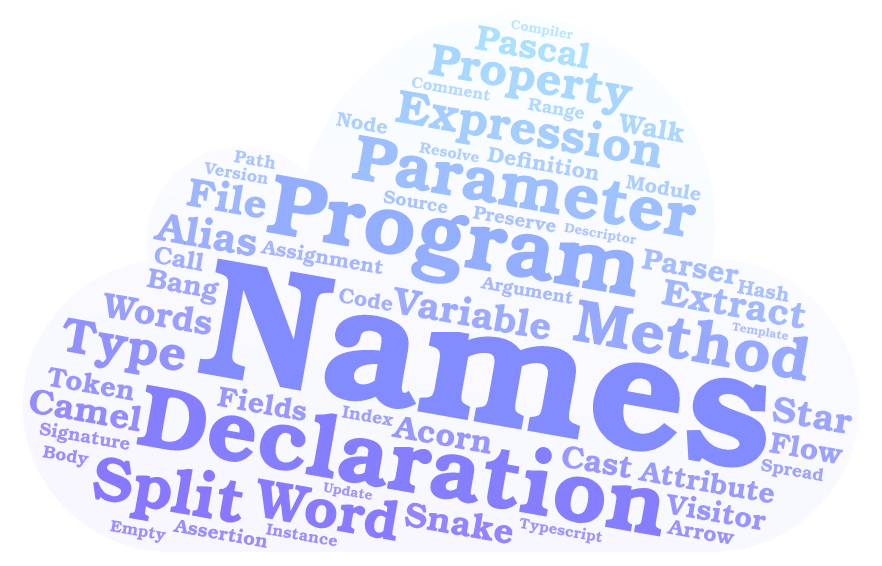 Compiler
Pascal
Property
Comment
Range
Walk
Expression
Node
Resolve
Definition
Module
Parameter
Path
Version
File
Source
Preserve
Descriptor
Program
Alias
Assignment
Parser
Hash
Call
Bang
Argument
Extract
Template
Code
Variable
Method
Words
Names
Type
Token
Fields
Index
Acorn
Star
Camel
Declaration
Flow
Signature
Cast
Attribute
Spread
Body
Split
Word
Update
Snake
Typescript
Visitor
Arrow
Empty
Assertion
Instance